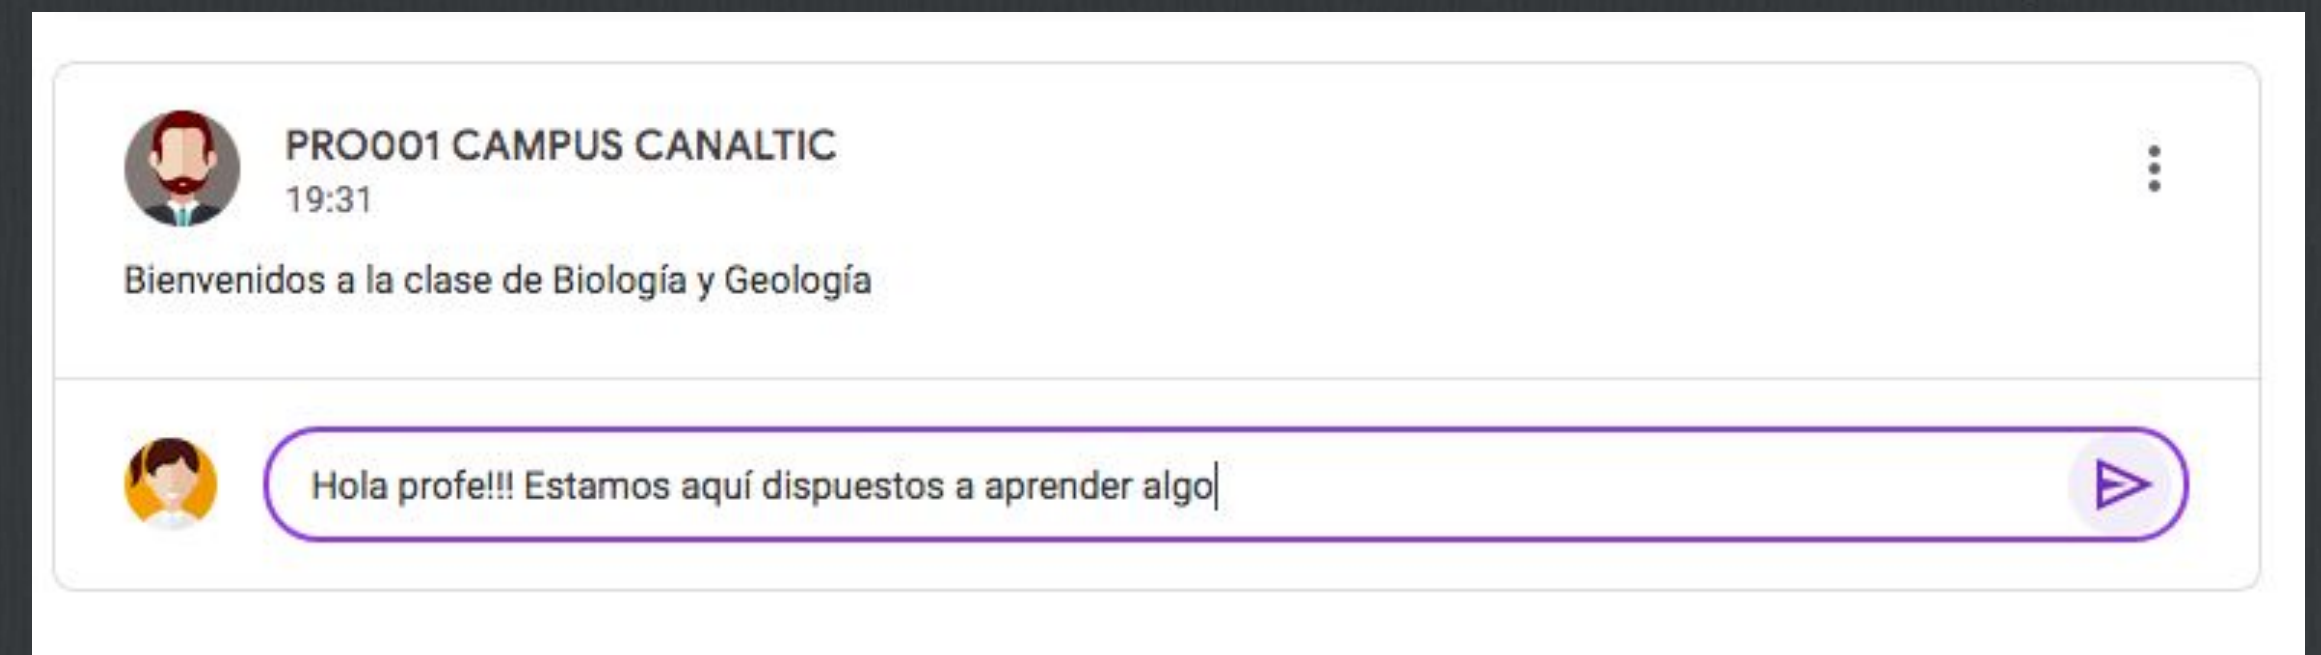 PRO001 CAMPUS CANALTIC
19:31
Bienvenidos a la clase de Biología y Geología
Hola profe!!! Estamos aquí dispuestos a aprender algo